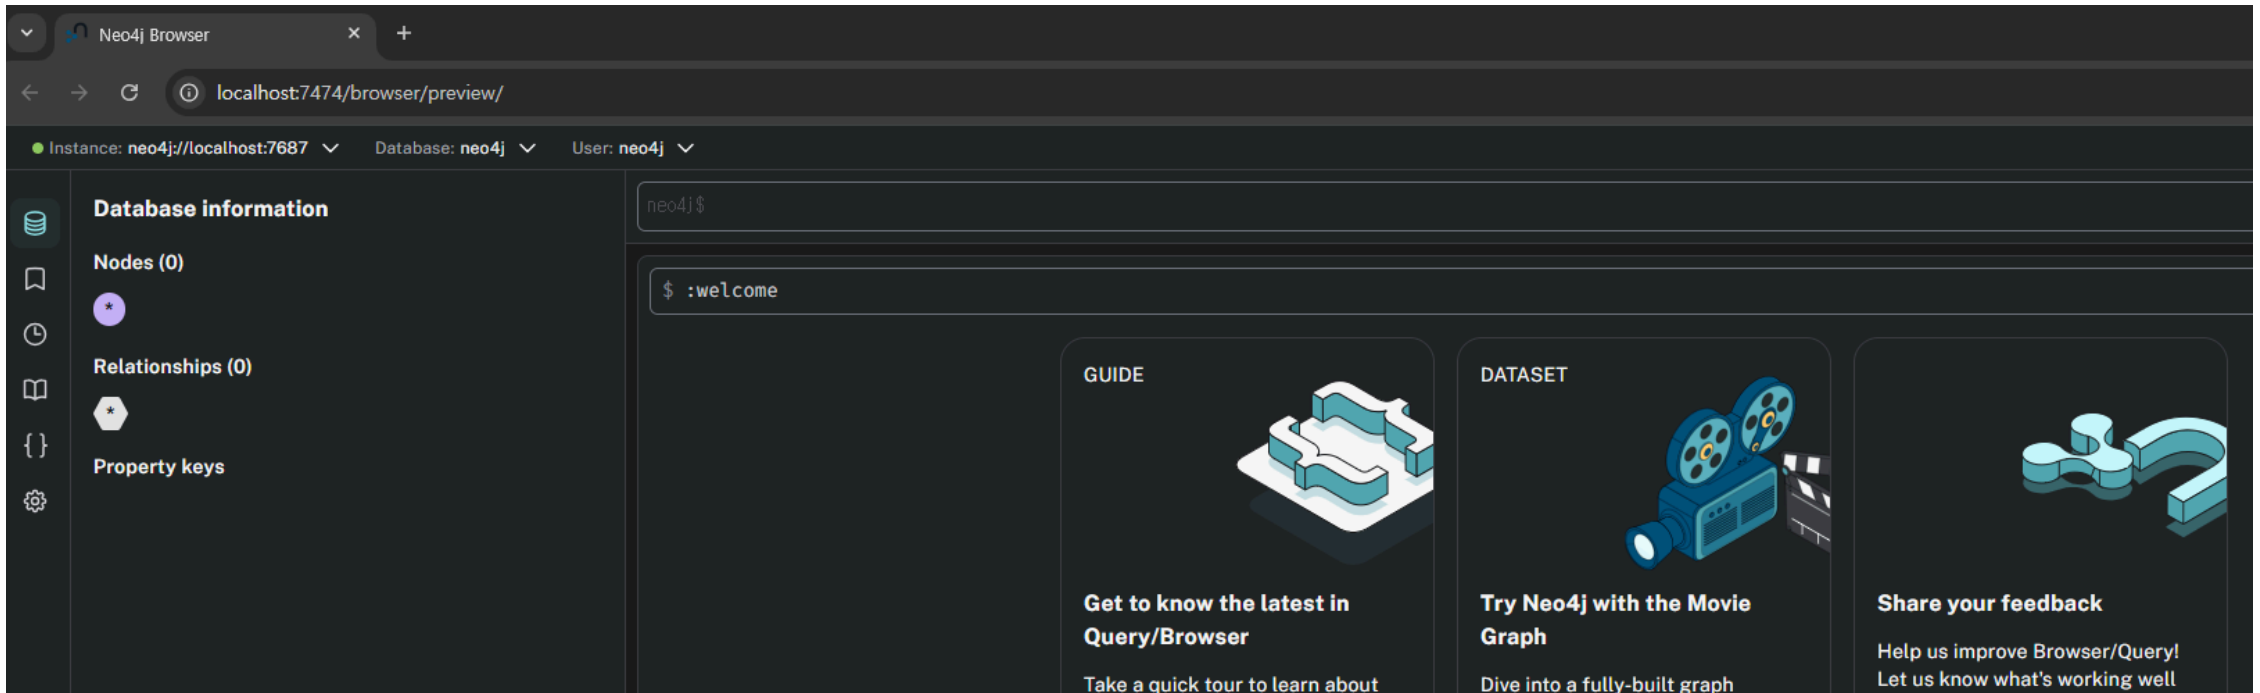 Neo4j Browser
localhost:7474/browser/preview/
Instance: neo4j://localhost:7687 Database: neo4j User: neo4j
Database information
Nodes (0)
*
Relationships (0)
*
Property keys
neo4j$
$ :welcome
GUIDE
Get to know the latest in
Query/Browser
Take a quick tour to learn about
DATASET
Try Neo4j with the Movie
Graph
Dive into a fully-built graph
Share your feedback
Help us improve Browser/Query!
Let us know what's working well